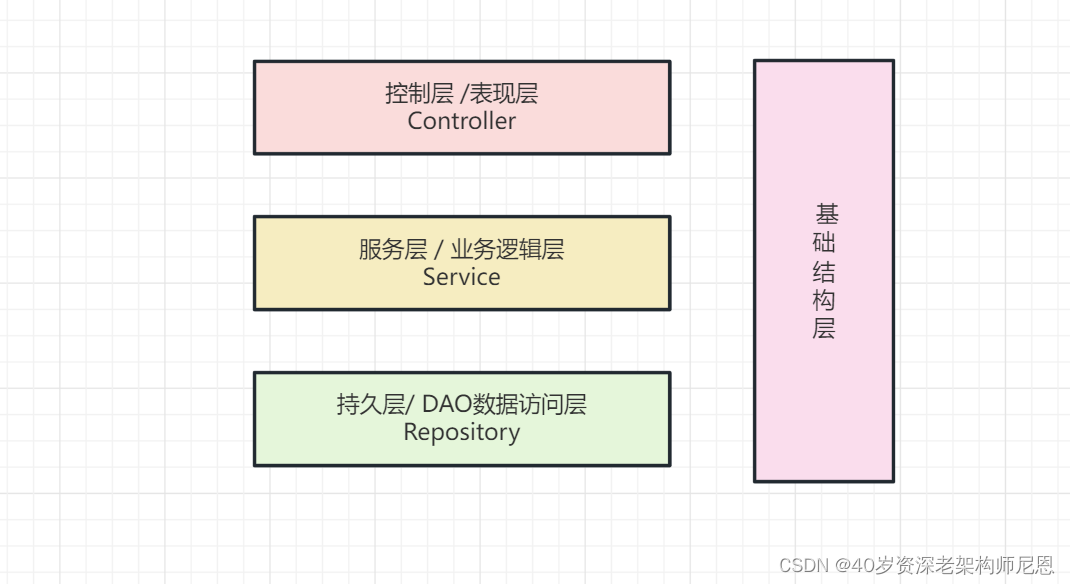 控制层 /表现层
Controller
服务层 / 业务逻辑层
Service
持久层/ DAO数据访问层
Repository
基
础
结
构
层
CSDN @40岁资深老架构师尼恩